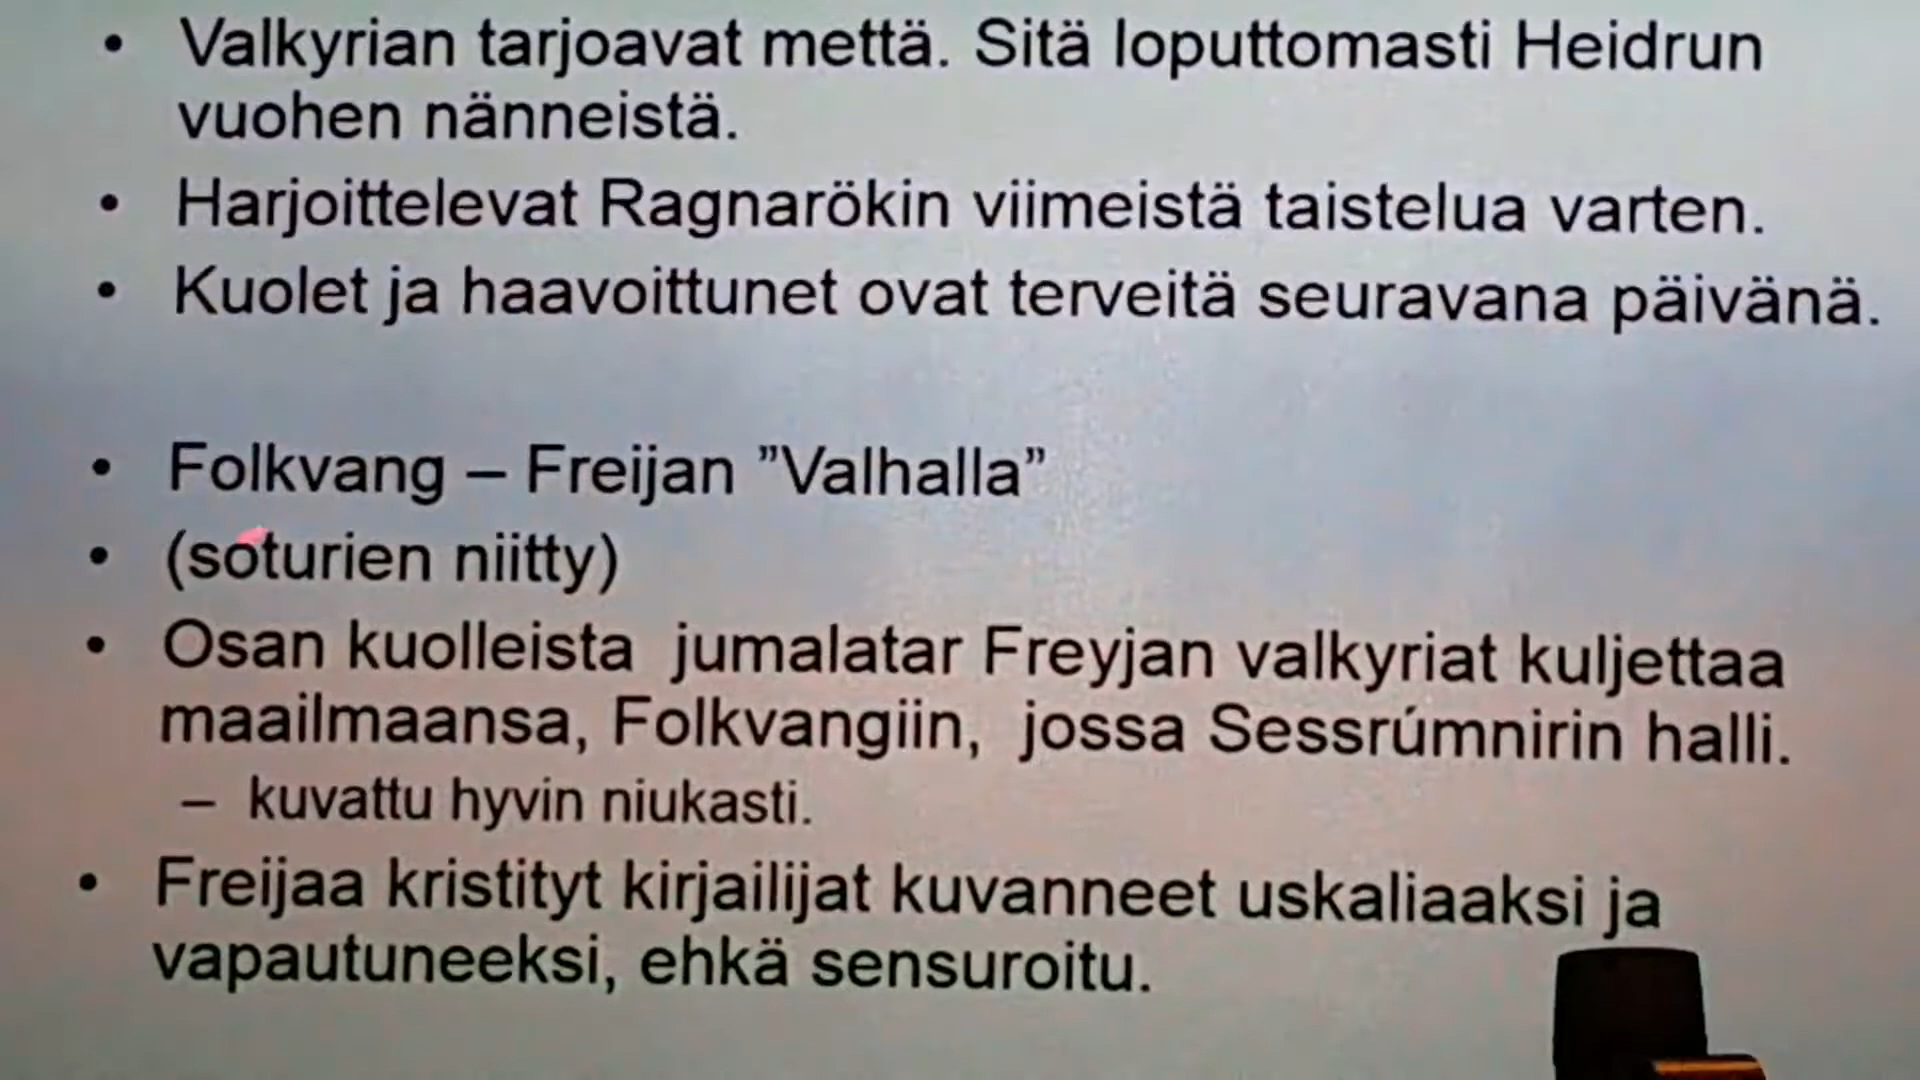 • Valkyrian tarjoavat mettä. Sitä loputtomasti Heidrun
vuohen nänneistä.
• Harjoittelevat Ragnarökin viimeistä taistelua varten.
• Kuolet ja haavoittunet ovat terveitä seuravana päivänä.
• Folkvang – Freijan ”Valhalla”
• (soturien niitty)
• Osan kuolleista jumalatar Freyjan valkyriat kuljettaa
maailmaansa, Folkvangiin, jossa Sessrúmnirin halli.
– kuvattu hyvin niukasti.
• Freijaa kristityt kirjailijat kuvanneet uskaliaaksi ja
vapautuneeksi, ehkä sensuroitu.